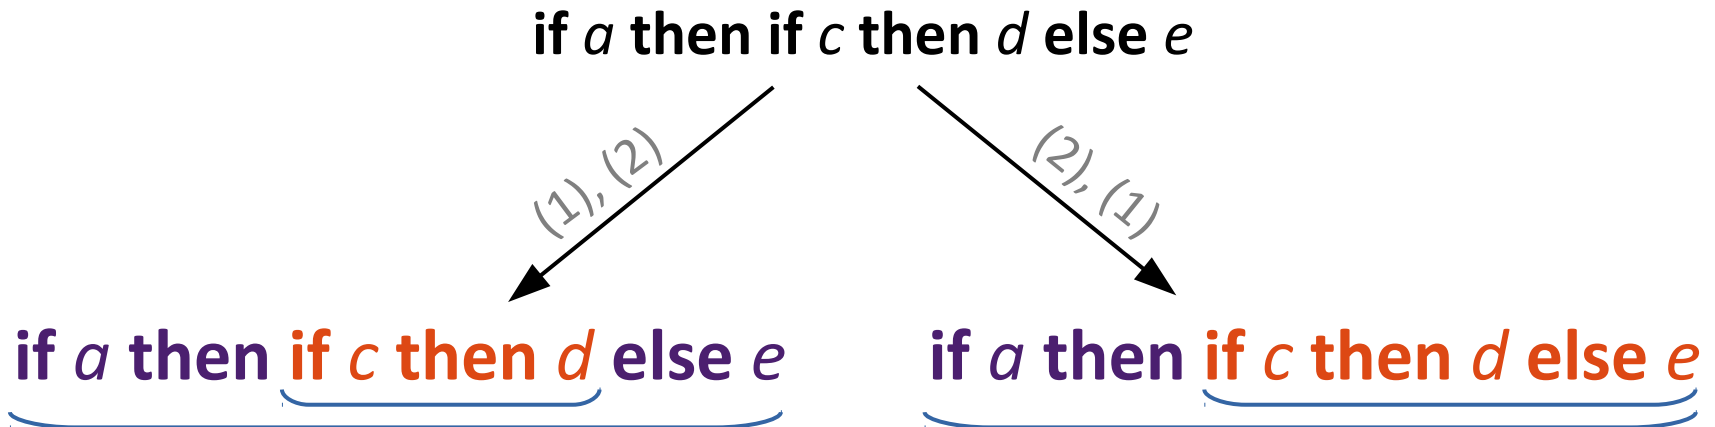 if a then if c then d else e
(1), (2)
(2), (1)
if a then if c then d else e
if a then if c then d else e